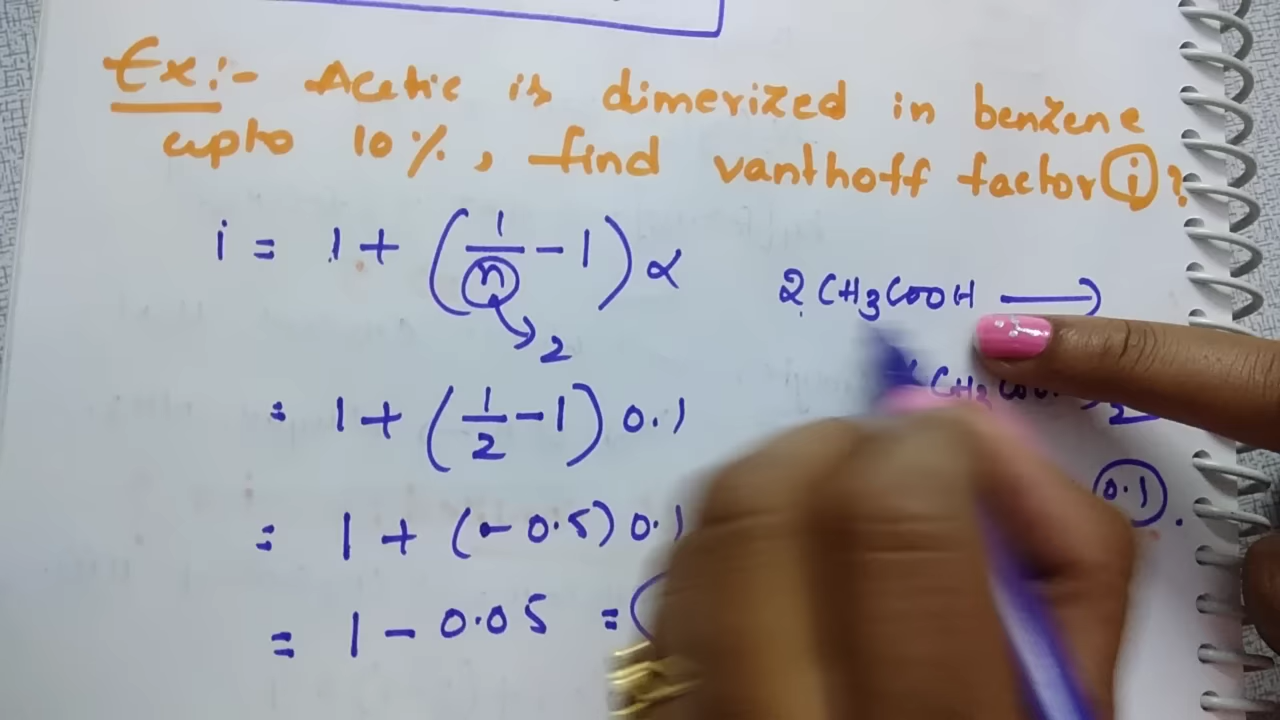 Ex:- Acetic is dimerized in benzene
upto 10%, find vanthoff factor i?
i = 1 + (1/n - 1) α
2
2 CH3COOH ⟶
= 1 + (1/2 - 1) 0.1
2
= 1 + (-0.5) 0.1
0.1.
= 1 - 0.05 =